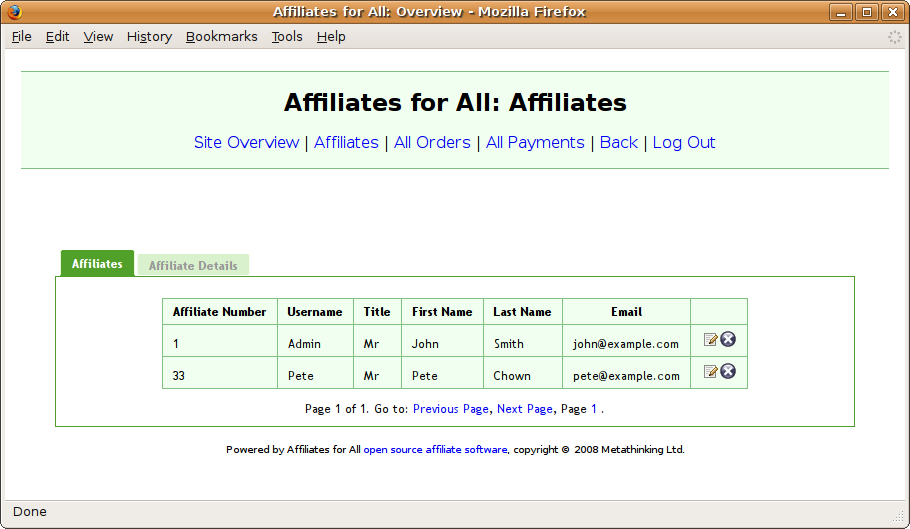 Affiliates for All: Overview - Mozilla Firefox
File Edit View History Bookmarks Tools Help
Affiliates for All: Affiliates
Site Overview | Affiliates | All Orders | All Payments | Back | Log Out
Affiliates Affiliate Details
Affiliate Number Username Title First Name Last Name Email
1 Admin Mr John Smith john@example.com
33 Pete Mr Pete Chown pete@example.com
Page 1 of 1. Go to: Previous Page, Next Page, Page 1 .
Powered by Affiliates for All open source affiliate software, copyright © 2008 Metathinking Ltd.
Done